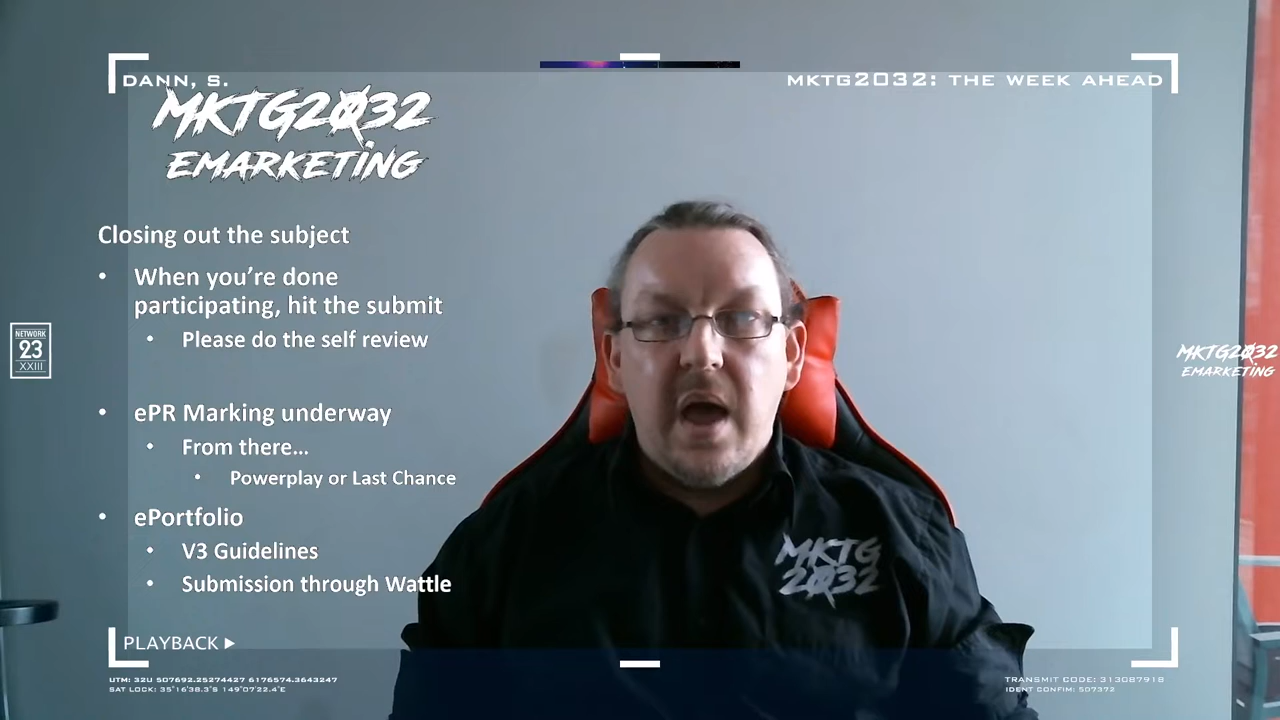 DANN, S.
MKTG2032: THE WEEK AHEAD
MKTG2032
EMARKETING
Closing out the subject
• When you're done
participating, hit the submit
• Please do the self review
• ePR Marking underway
• From there...
• Powerplay or Last Chance
• ePortfolio
• V3 Guidelines
• Submission through Wattle
NETWORK
23
XXIII
MKTG2032
EMARKETING
MKTG
2032
PLAYBACK
UTM: 32U 507692.25274427 6176574.3643247
SAT LOCK: 35°16'38.3"S 149°07'22.4"E
TRANSMIT CODE: 313087918
IDENT CONFIM: 507372